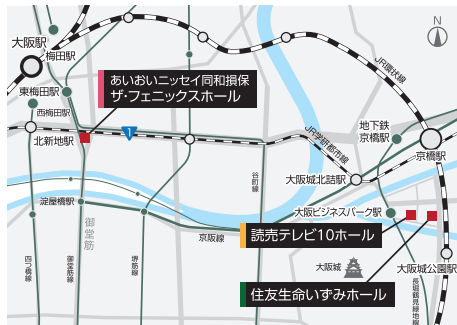 N
大阪駅
梅田駅
東梅田駅
西梅田駅
北新地駅
あいおいニッセイ同和損保
ザ・フェニックスホール
1
JR環状線
JR学研都市線
地下鉄
京橋駅
京橋駅
大阪城北詰駅
谷町線
淀屋橋駅
御堂筋
京阪線
大阪ビジネスパーク駅
読売テレビ10ホール
四つ橋線
御堂筋線
堺筋線
大阪城
大阪城公園駅
住友生命いずみホール
長堀鶴見緑地線